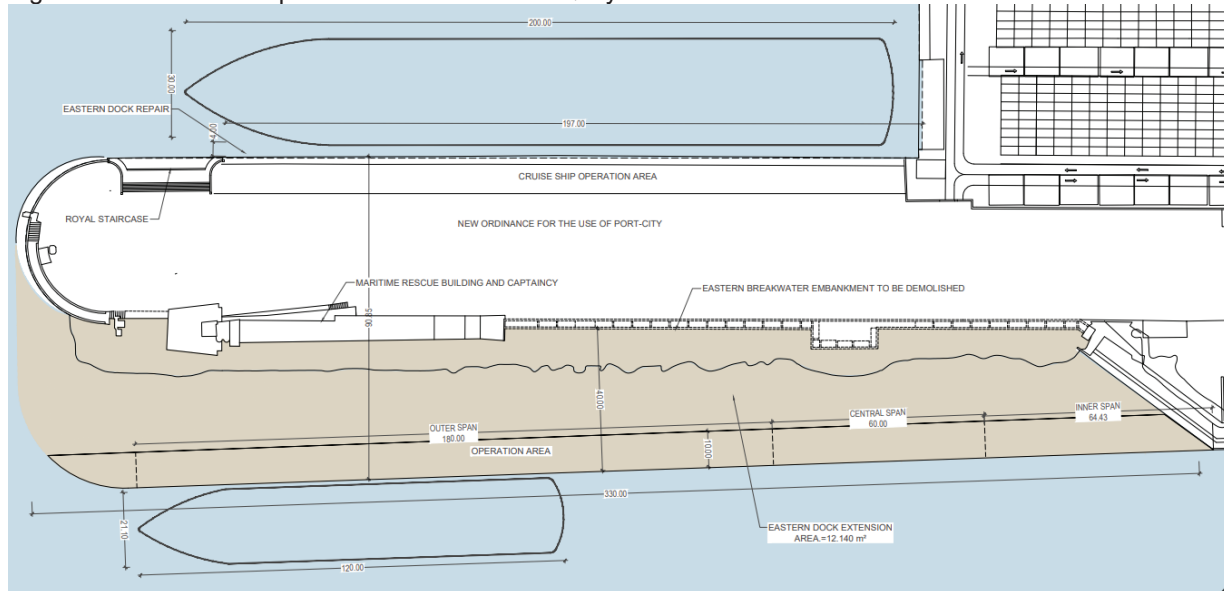 200.00
30.00
EASTERN DOCK REPAIR
4.00
197.00
CRUISE SHIP OPERATION AREA
ROYAL STAIRCASE
NEW ORDINANCE FOR THE USE OF PORT-CITY
MARITIME RESCUE BUILDING AND CAPTAINCY
EASTERN BREAKWATER EMBANKMENT TO BE DEMOLISHED
90.85
40.00
INNER SPAN
64.43
CENTRAL SPAN
60.00
OUTER SPAN
180.00
OPERATION AREA
10.00
330.00
21.10
EASTERN DOCK EXTENSION
AREA.=12.140 m²
120.00